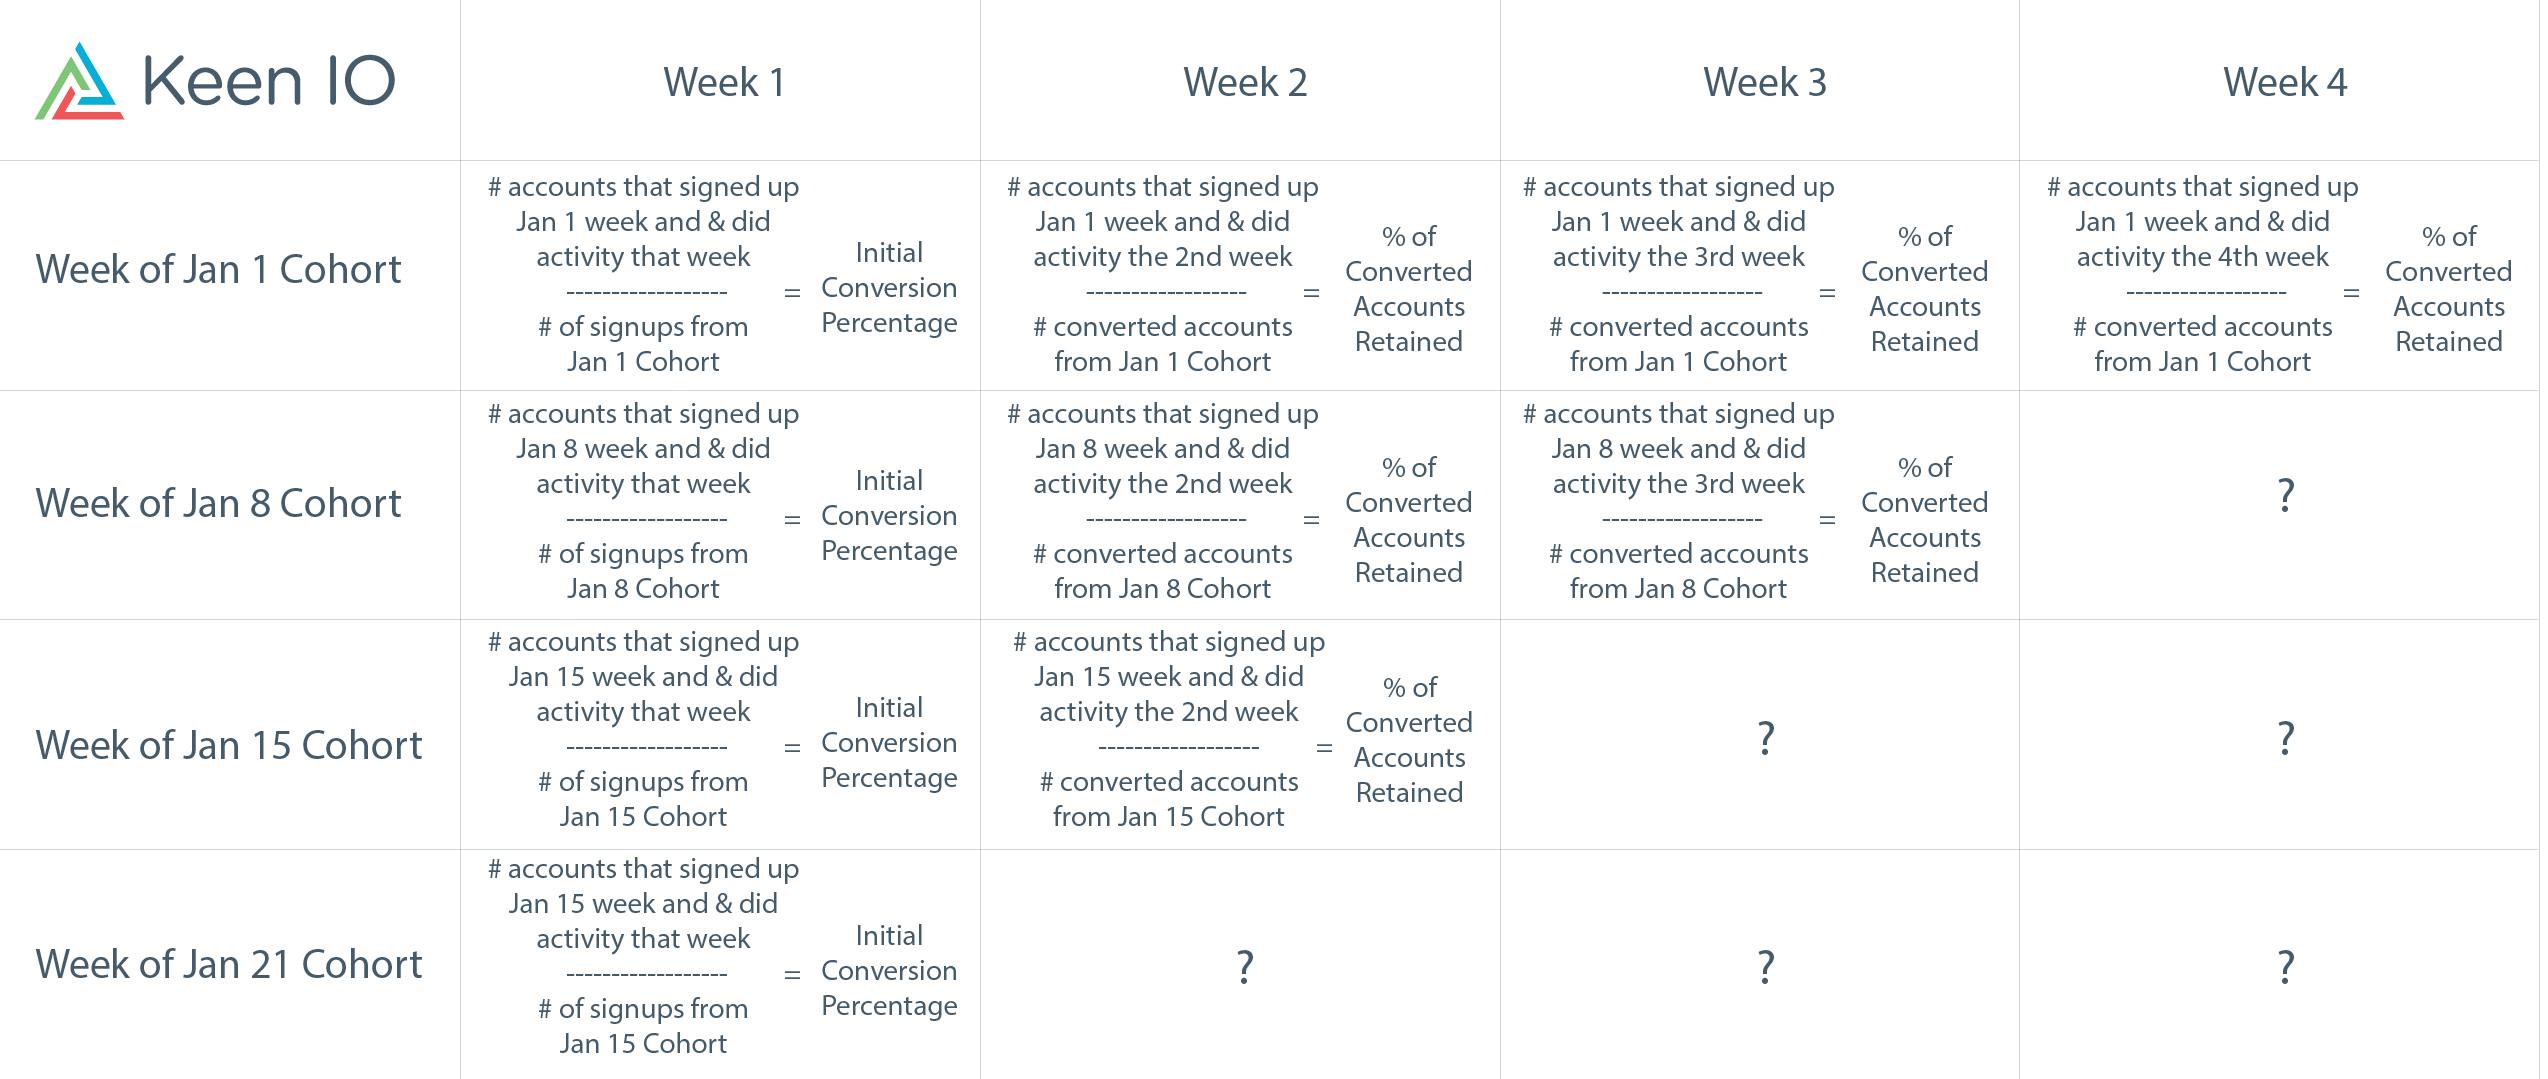 Keen IO
Week 1
Week 2
Week 3
Week 4
Week of Jan 1 Cohort
# accounts that signed up
Jan 1 week and & did
activity that week
------------------
# of signups from
Jan 1 Cohort
=
Initial
Conversion
Percentage
# accounts that signed up
Jan 1 week and & did
activity the 2nd week
------------------
# converted accounts
from Jan 1 Cohort
=
% of
Converted
Accounts
Retained
# accounts that signed up
Jan 1 week and & did
activity the 3rd week
------------------
# converted accounts
from Jan 1 Cohort
=
% of
Converted
Accounts
Retained
# accounts that signed up
Jan 1 week and & did
activity the 4th week
------------------
# converted accounts
from Jan 1 Cohort
=
% of
Converted
Accounts
Retained
Week of Jan 8 Cohort
# accounts that signed up
Jan 8 week and & did
activity that week
------------------
# of signups from
Jan 8 Cohort
=
Initial
Conversion
Percentage
# accounts that signed up
Jan 8 week and & did
activity the 2nd week
------------------
# converted accounts
from Jan 8 Cohort
=
% of
Converted
Accounts
Retained
# accounts that signed up
Jan 8 week and & did
activity the 3rd week
------------------
# converted accounts
from Jan 8 Cohort
=
% of
Converted
Accounts
Retained
?
Week of Jan 15 Cohort
# accounts that signed up
Jan 15 week and & did
activity that week
------------------
# of signups from
Jan 15 Cohort
=
Initial
Conversion
Percentage
# accounts that signed up
Jan 15 week and & did
activity the 2nd week
------------------
# converted accounts
from Jan 15 Cohort
=
% of
Converted
Accounts
Retained
?
?
Week of Jan 21 Cohort
# accounts that signed up
Jan 15 week and & did
activity that week
------------------
# of signups from
Jan 15 Cohort
=
Initial
Conversion
Percentage
?
?
?